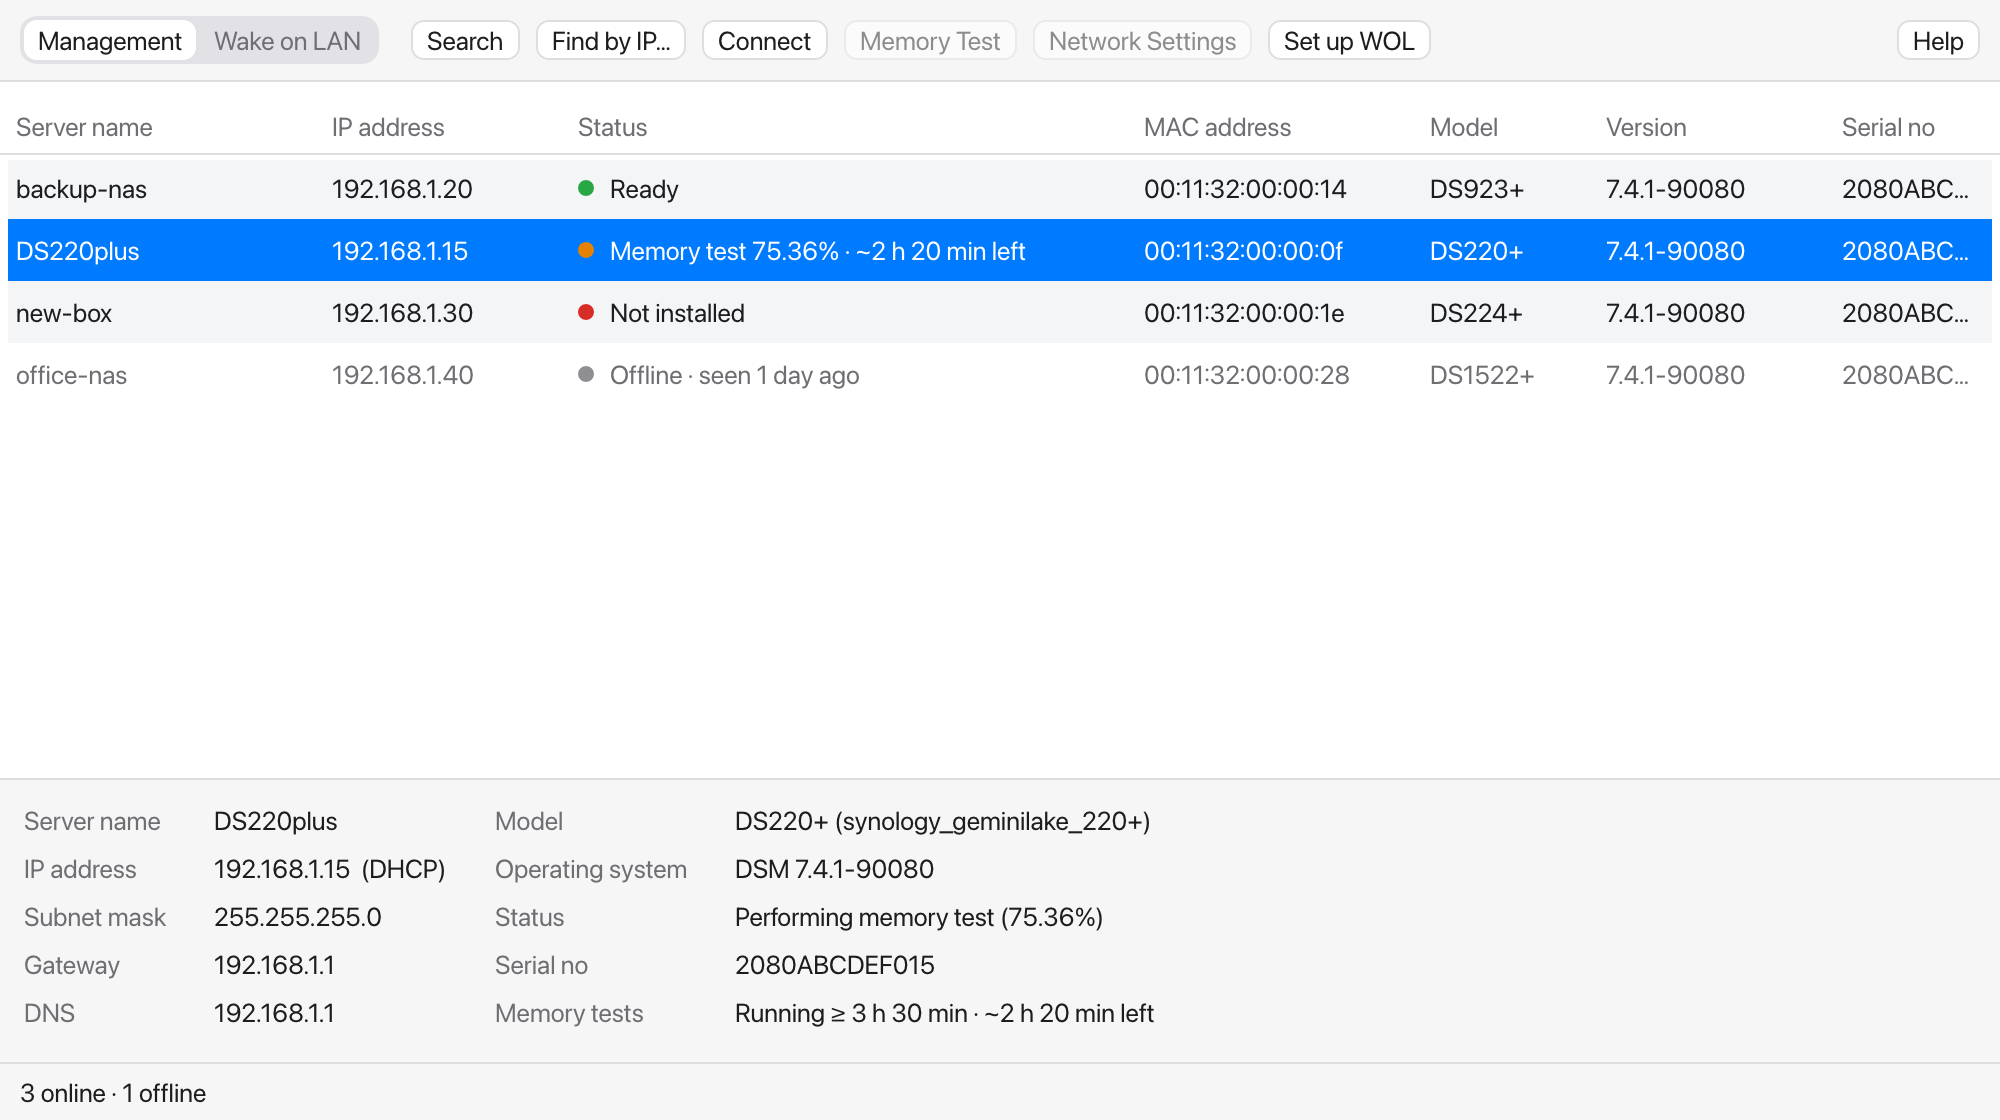 Management Wake on LAN Search Find by IP... Connect Memory Test Network Settings Set up WOL Help
Server name IP address Status MAC address Model Version Serial no
backup-nas 192.168.1.20 Ready 00:11:32:00:00:14 DS923+ 7.4.1-90080 2080ABC...
DS220plus 192.168.1.15 Memory test 75.36% · ~2 h 20 min left 00:11:32:00:00:0f DS220+ 7.4.1-90080 2080ABC...
new-box 192.168.1.30 Not installed 00:11:32:00:00:1e DS224+ 7.4.1-90080 2080ABC...
office-nas 192.168.1.40 Offline · seen 1 day ago 00:11:32:00:00:28 DS1522+ 7.4.1-90080 2080ABC...
Server name DS220plus Model DS220+ (synology_geminilake_220+)
IP address 192.168.1.15 (DHCP) Operating system DSM 7.4.1-90080
Subnet mask 255.255.255.0 Status Performing memory test (75.36%)
Gateway 192.168.1.1 Serial no 2080ABCDEF015
DNS 192.168.1.1 Memory tests Running ≥ 3 h 30 min · ~2 h 20 min left
3 online · 1 offline